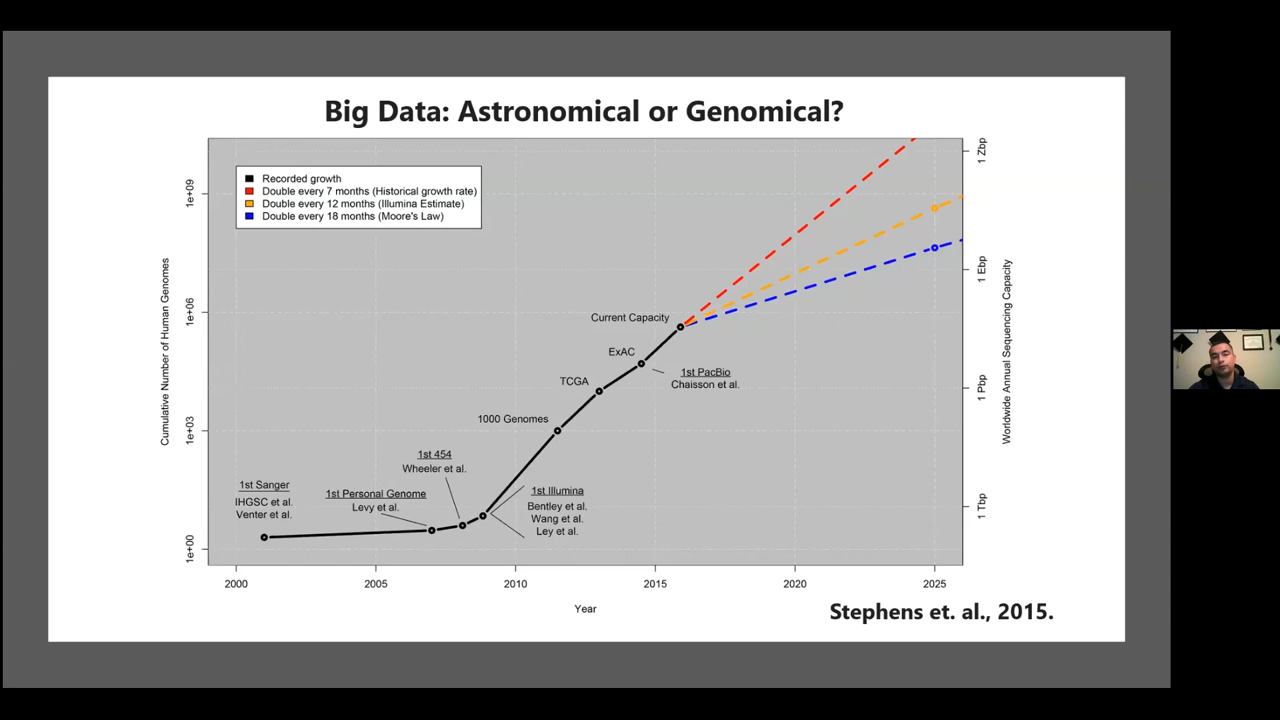 Big Data: Astronomical or Genomical?
Recorded growth
Double every 7 months (Historical growth rate)
Double every 12 months (Illumina Estimate)
Double every 18 months (Moore's Law)
Cumulative Number of Human Genomes
1e+09
1e+06
1e+03
1e+00
1 Zbp
1 Ebp
1 Pbp
1 Tbp
Worldwide Annual Sequencing Capacity
Current Capacity
ExAC
1st PacBio
Chaisson et al.
TCGA
1000 Genomes
1st 454
Wheeler et al.
1st Sanger
IHGSC et al.
Venter et al.
1st Personal Genome
Levy et al.
1st Illumina
Bentley et al.
Wang et al.
Ley et al.
2000
2005
2010
2015
2020
2025
Year
Stephens et. al., 2015.